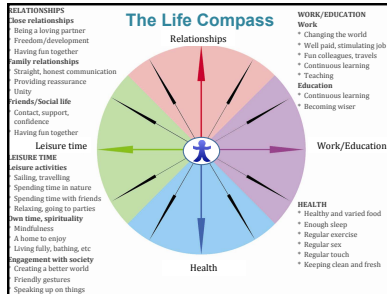 The Life Compass
RELATIONSHIPS
Close relationships
* Being a loving partner
* Freedom/development
* Having fun together
Family relationships
* Straight, honest communication
* Providing reassurance
* Unity
Friends/Social life
* Contact, support,
confidence
* Having fun together
LEISURE TIME
Leisure activities
* Sailing, travelling
* Spending time in nature
* Spending time with friends
* Relaxing, going to parties
Own time, spirituality
* Mindfulness
* A home to enjoy
* Living fully, bathing, etc
Engagement with society
* Creating a better world
* Friendly gestures
* Speaking up on things
Relationships
Leisure time
Work/Education
Health
WORK/EDUCATION
Work
* Changing the world
* Well paid, stimulating job
* Fun colleagues, travels
* Continuous learning
* Teaching
Education
* Continuous learning
* Becoming wiser
HEALTH
* Healthy and varied food
* Enough sleep
* Regular exercise
* Regular sex
* Regular touch
* Keeping clean and fresh